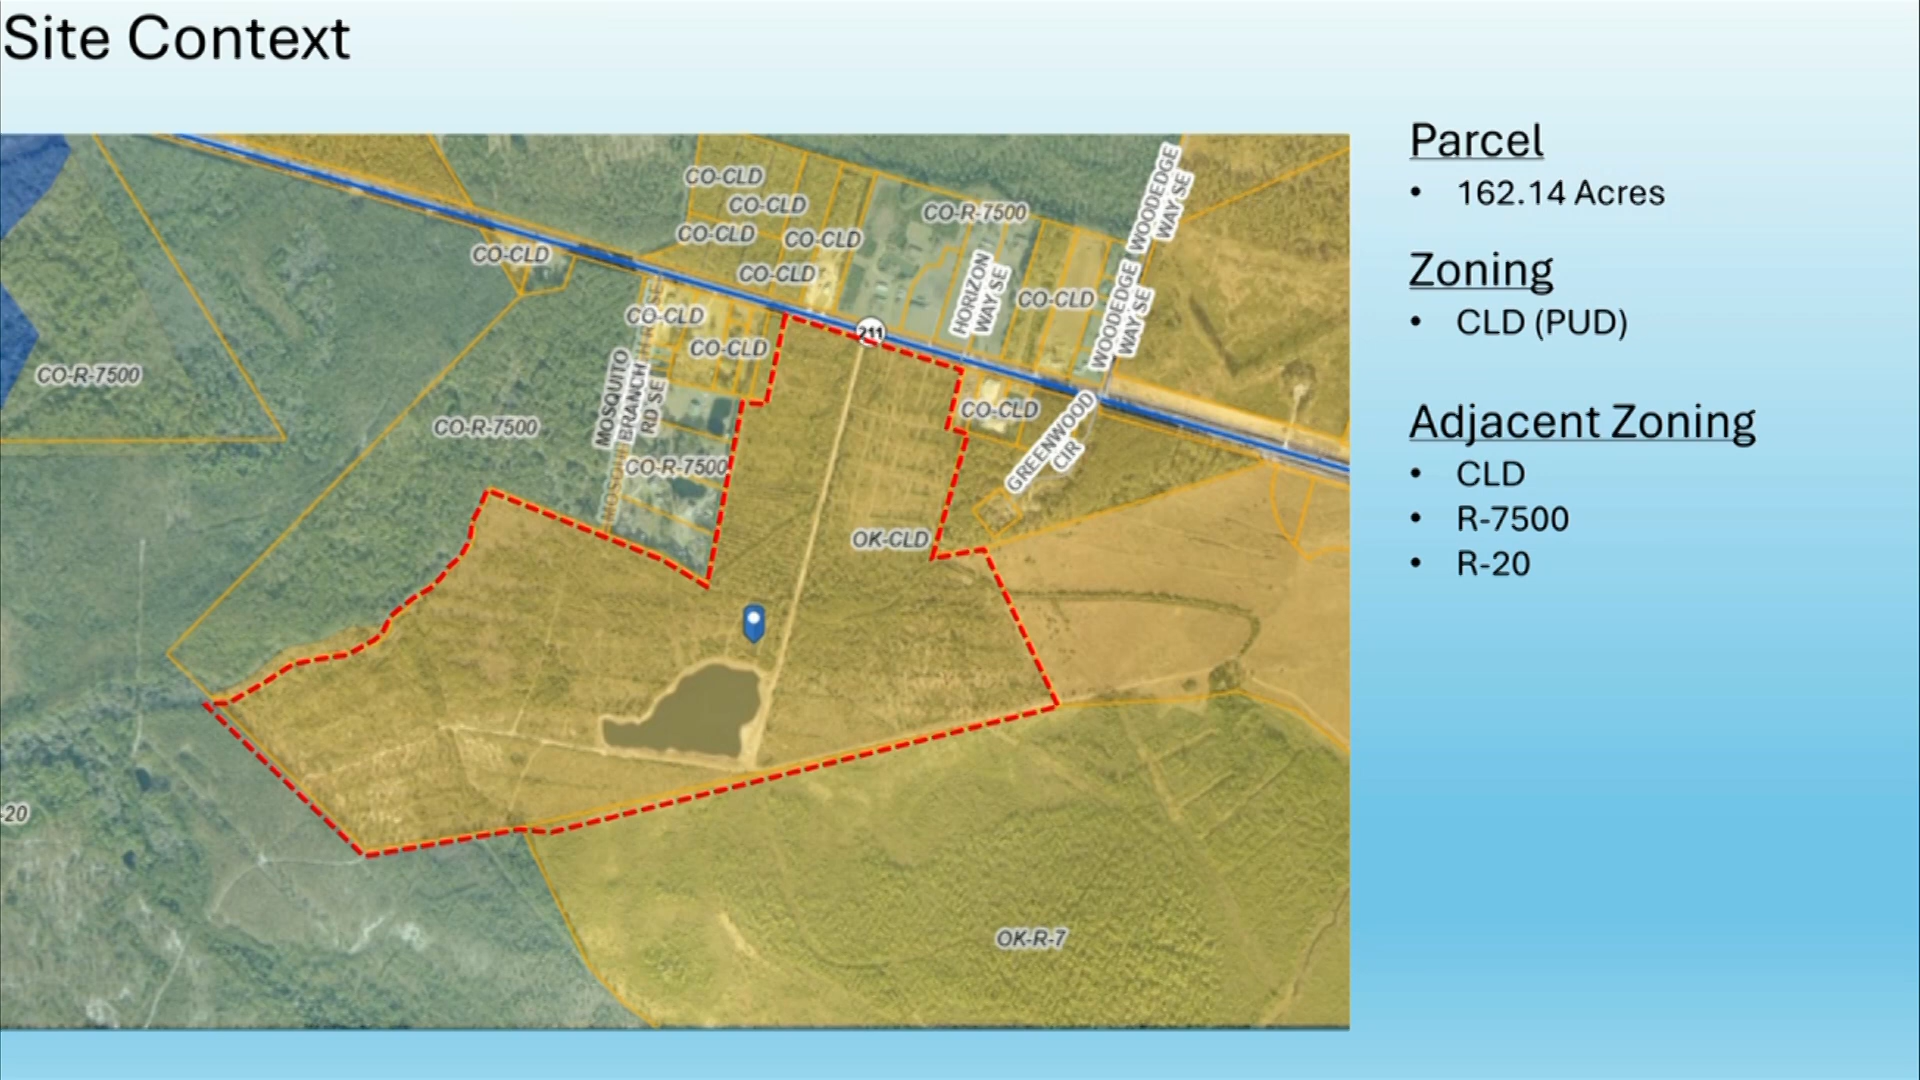 Site Context
CO-CLD
CO-CLD
CO-CLD
CO-CLD
CO-CLD
CO-CLD
CO-R-7500
HORIZON
WAY SE
WOODEDGE
WAY SE
WOODEDGE
WAY SE
CO-CLD
CO-CLD
CO-CLD
211
CO-R-7500
CO-R-7500
MOSQUITO
BRANCH
RD SE
CO-R-7500
CO-CLD
GREENWOOD
CIR
OK-CLD
-20
OK-R-7
Parcel
• 162.14 Acres
Zoning
• CLD (PUD)
Adjacent Zoning
• CLD
• R-7500
• R-20